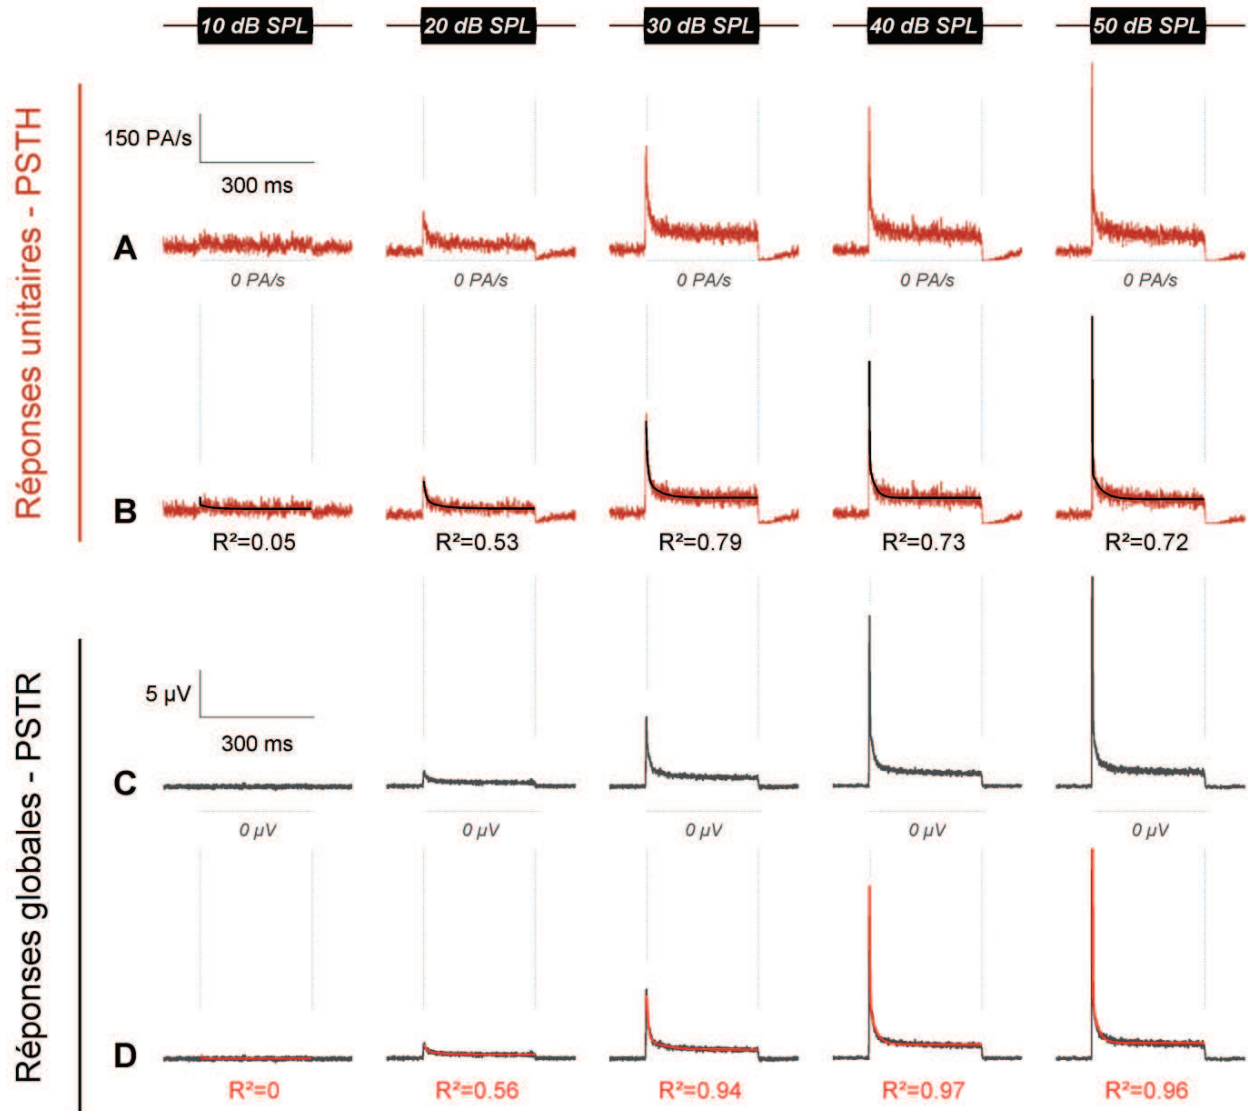 10 dB SPL 20 dB SPL 30 dB SPL 40 dB SPL 50 dB SPL
Réponses unitaires - PSTH
150 PA/s
300 ms
A
0 PA/s 0 PA/s 0 PA/s 0 PA/s 0 PA/s
B
R²=0.05 R²=0.53 R²=0.79 R²=0.73 R²=0.72
Réponses globales - PSTR
5 µV
300 ms
C
0 µV 0 µV 0 µV 0 µV 0 µV
D
R²=0 R²=0.56 R²=0.94 R²=0.97 R²=0.96